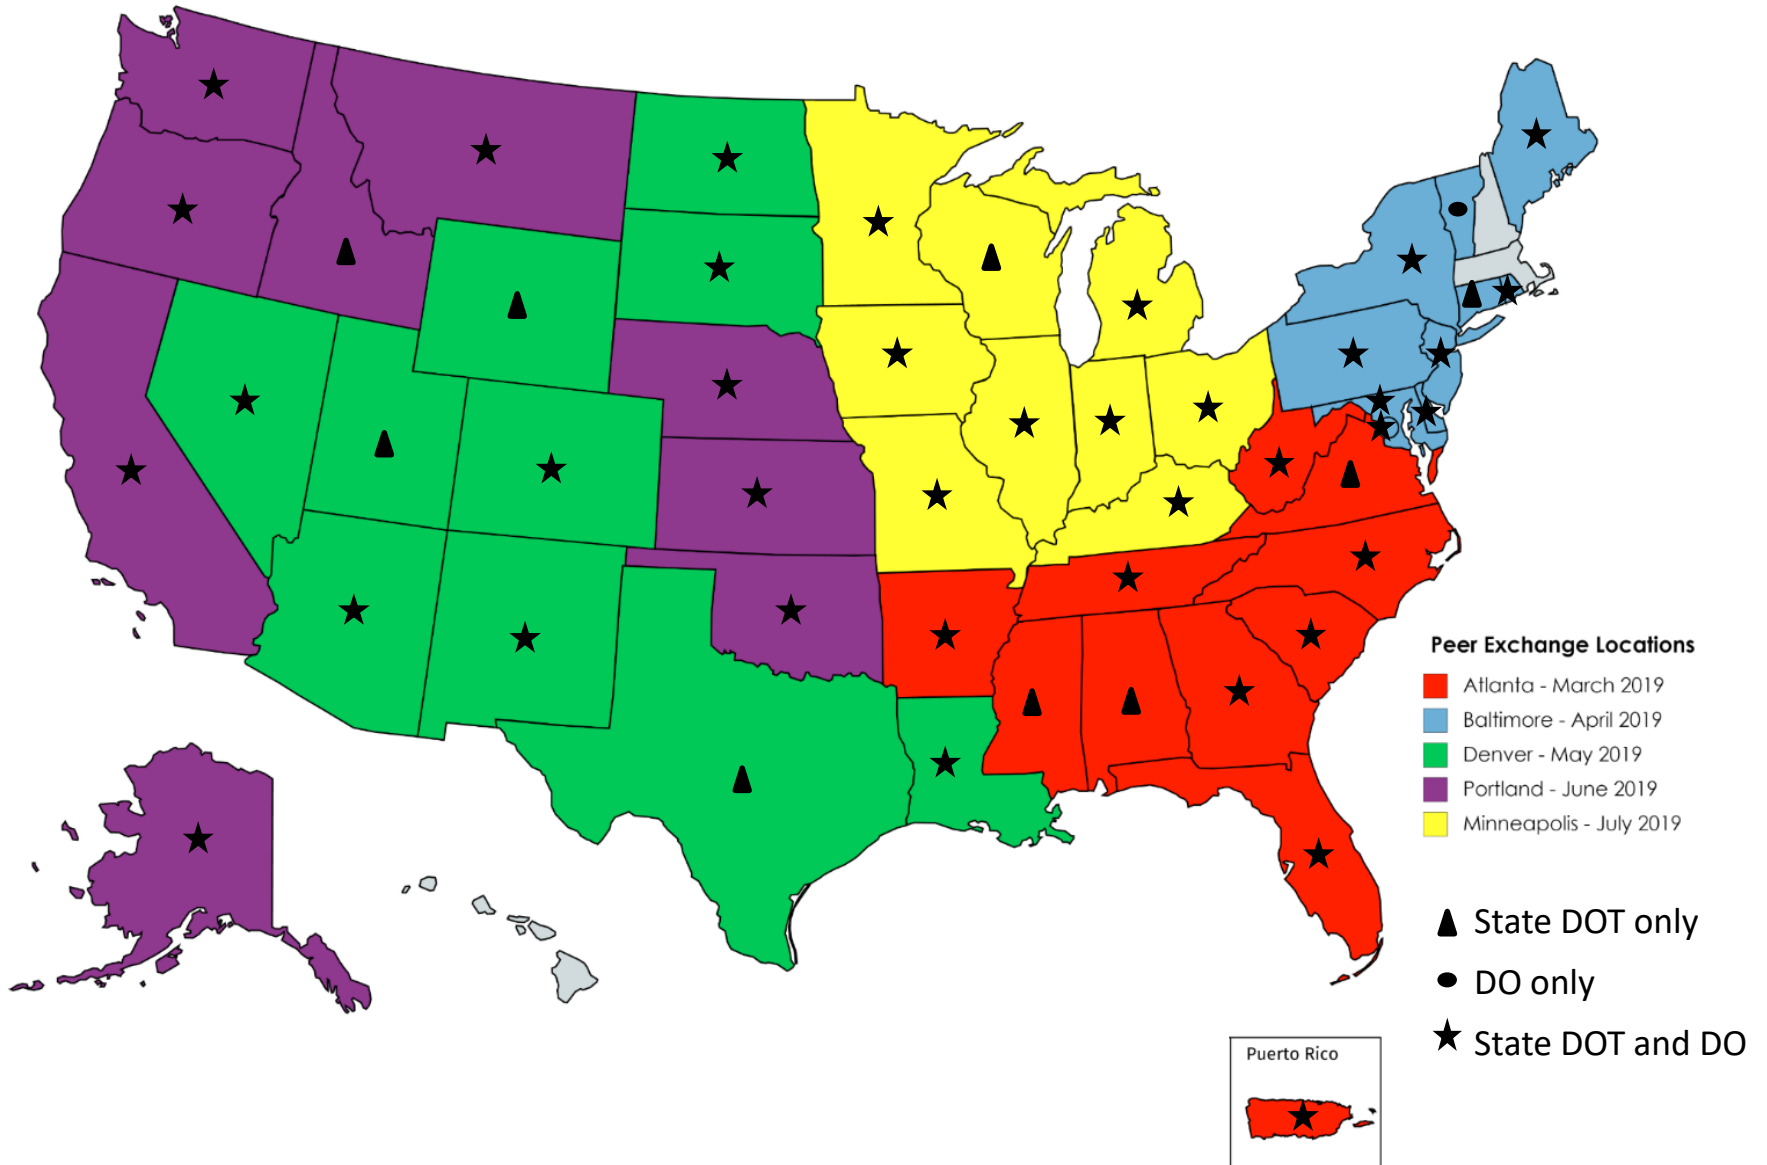 Peer Exchange Locations
Atlanta - March 2019
Baltimore - April 2019
Denver - May 2019
Portland - June 2019
Minneapolis - July 2019
State DOT only
DO only
State DOT and DO
Puerto Rico